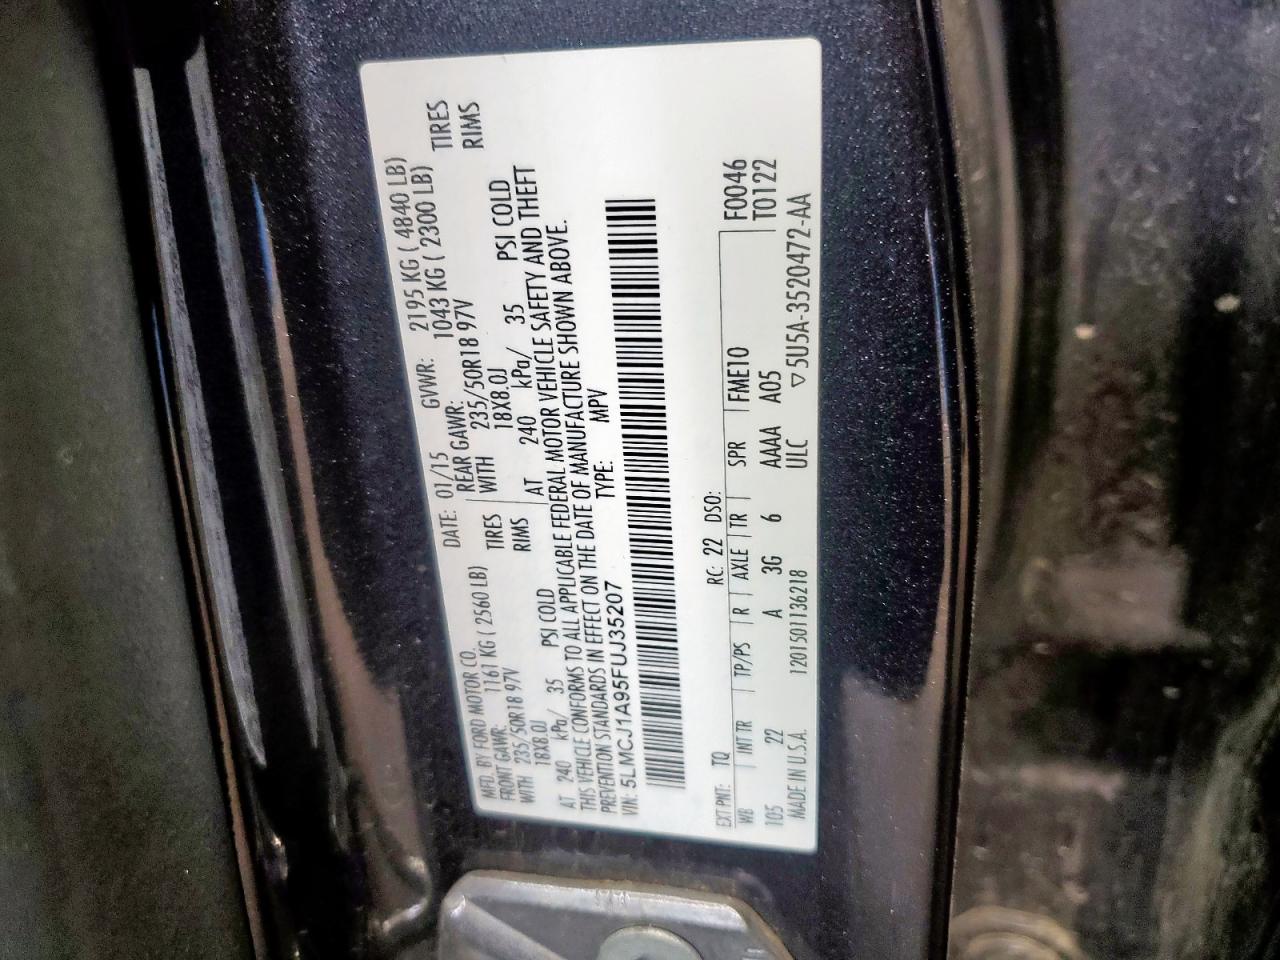 MFD. BY FORD MOTOR CO. DATE: 01/15 GVWR: 2195 KG ( 4840 LB)
FRONT GAWR: 1161 KG ( 2560 LB) REAR GAWR: 1043 KG ( 2300 LB)
WITH 235/50R18 97V TIRES WITH 235/50R18 97V TIRES
18X8.0J RIMS 18X8.0J RIMS
AT 240 kPa/ 35 PSI COLD AT 240 kPa/ 35 PSI COLD
THIS VEHICLE CONFORMS TO ALL APPLICABLE FEDERAL MOTOR VEHICLE SAFETY AND THEFT
PREVENTION STANDARDS IN EFFECT ON THE DATE OF MANUFACTURE SHOWN ABOVE.
VIN: 5LMCJ1A95FUJ35207 TYPE: MPV
EXT PNT: TQ RC: 22 DSO: F0046
WB INT TR TP/PS R AXLE TR SPR FME10 T0122
105 22 A 3G 6 AAAA A05
MADE IN U.S.A. 1201501136218 ULC ▽5U5A-3520472-AA